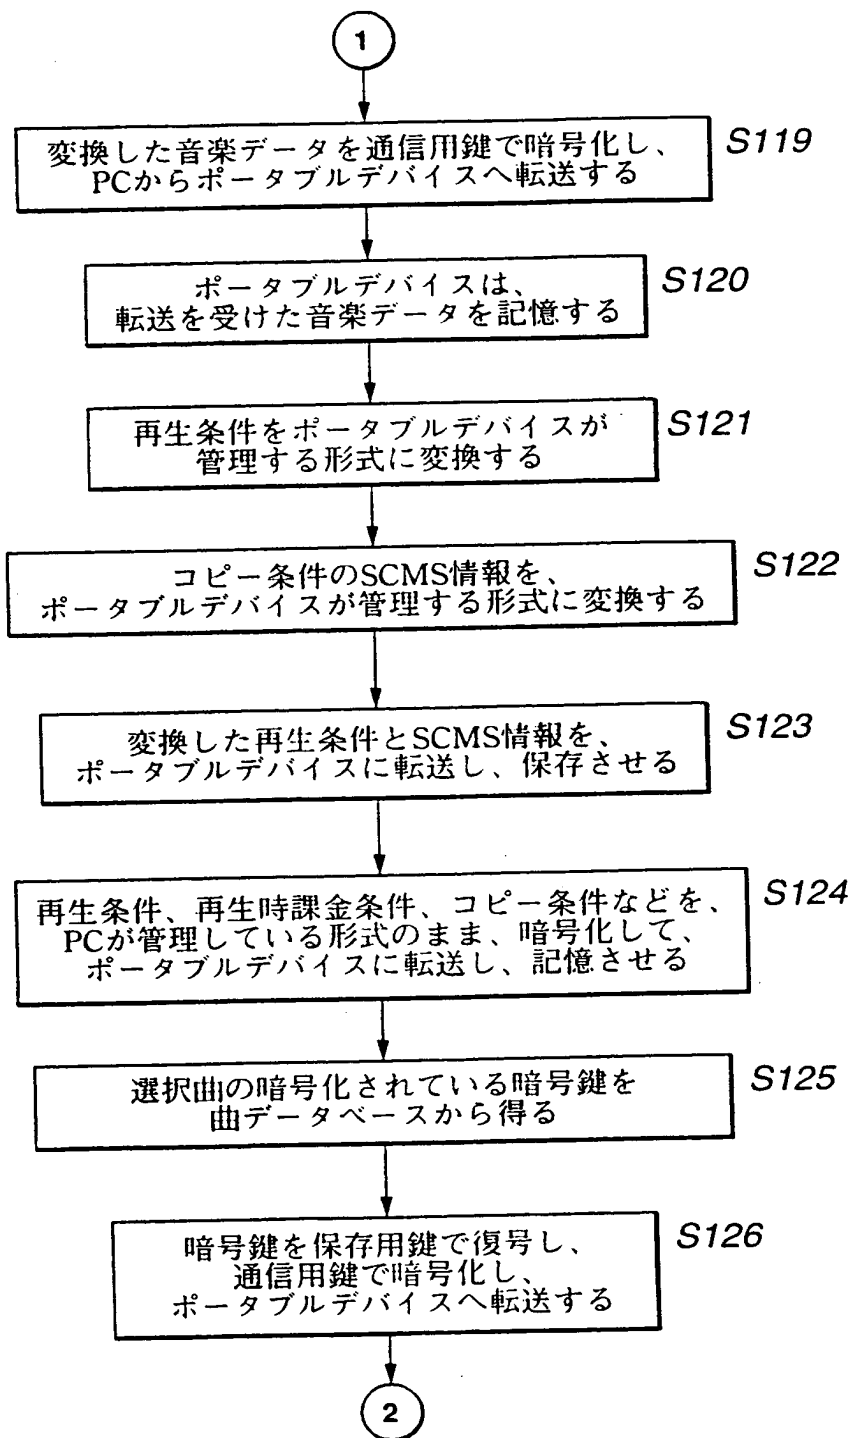 1
変換した音楽データを通信用鍵で暗号化し、
PCからポータブルデバイスへ転送する
S119
ポータブルデバイスは、
転送を受けた音楽データを記憶する
S120
再生条件をポータブルデバイスが
管理する形式に変換する
S121
コピー条件のSCMS情報を、
ポータブルデバイスが管理する形式に変換する
S122
変換した再生条件とSCMS情報を、
ポータブルデバイスに転送し、保存させる
S123
再生条件、再生時課金条件、コピー条件などを、
PCが管理している形式のまま、暗号化して、
ポータブルデバイスに転送し、記憶させる
S124
選択曲の暗号化されている暗号鍵を
曲データベースから得る
S125
暗号鍵を保存用鍵で復号し、
通信用鍵で暗号化し、
ポータブルデバイスへ転送する
S126
2